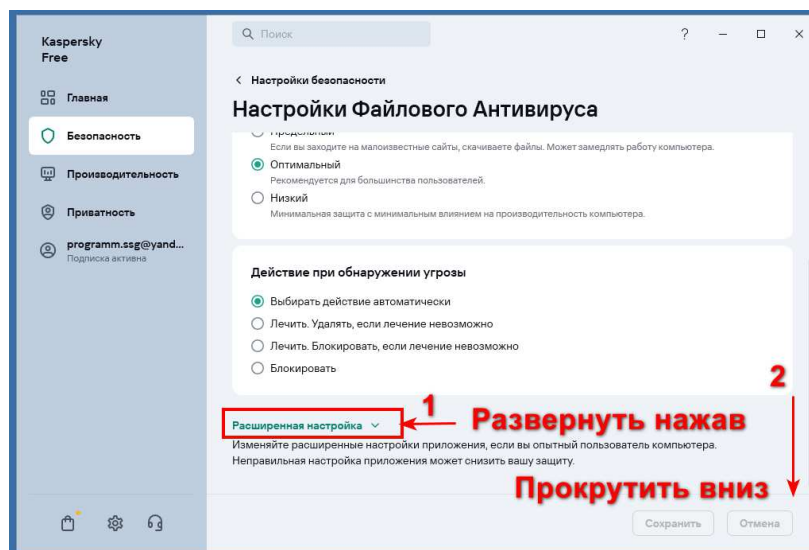 Kaspersky
Free
Поиск
?
Настройки безопасности
Главная
Настройки Файлового Антивируса
Предельный
Если вы заходите на малоизвестные сайты, скачиваете файлы. Может замедлять работу компьютера.
Безопасность
Оптимальный
Рекомендуется для большинства пользователей.
Производительность
Низкий
Минимальная защита с минимальным влиянием на производительность компьютера.
Приватность
programm.ssg@yand...
Подписка активна
Действие при обнаружении угрозы
Выбирать действие автоматически
Лечить. Удалять, если лечение невозможно
Лечить. Блокировать, если лечение невозможно
Блокировать
2
1
Расширенная настройка
Развернуть нажав
Изменяйте расширенные настройки приложения, если вы опытный пользователь компьютера.
Неправильная настройка приложения может снизить вашу защиту.
Прокрутить вниз
Сохранить
Отмена